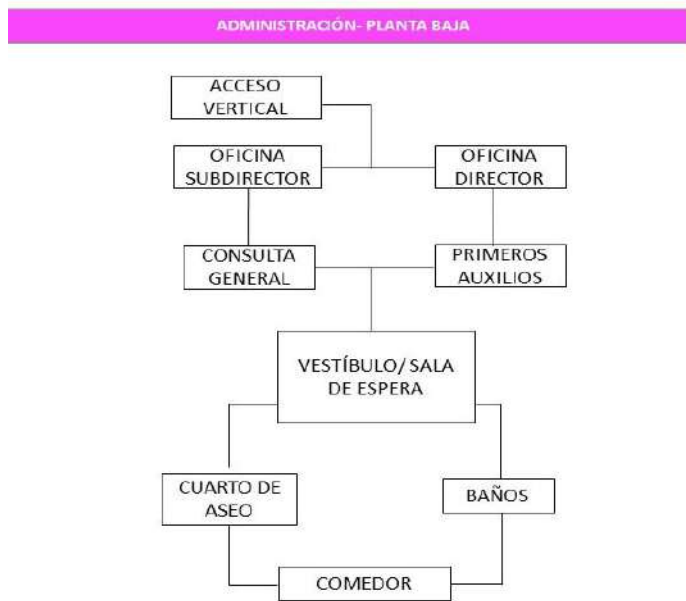 ADMINISTRACIÓN- PLANTA BAJA
ACCESO
VERTICAL
OFICINA
SUBDIRECTOR
OFICINA
DIRECTOR
CONSULTA
GENERAL
PRIMEROS
AUXILIOS
VESTÍBULO/ SALA
DE ESPERA
CUARTO DE
ASEO
BAÑOS
COMEDOR